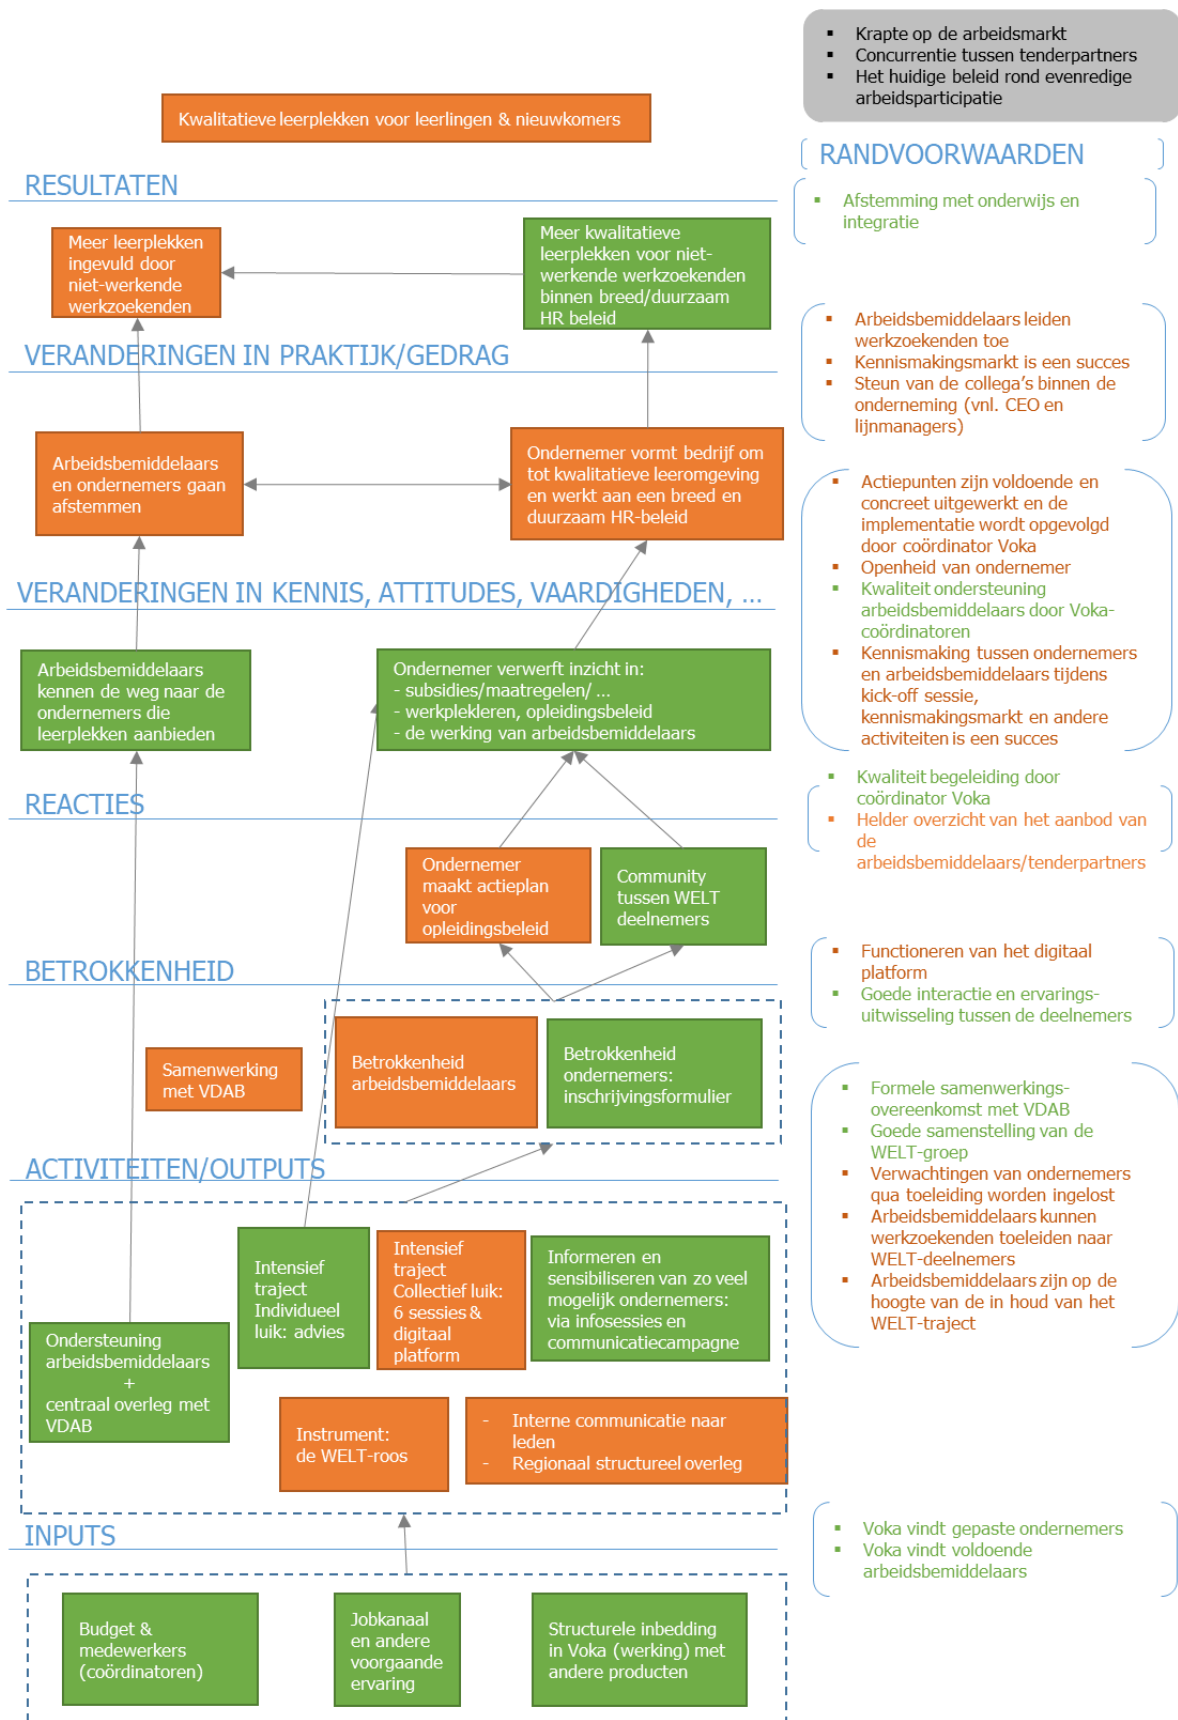 ▪ Krapte op de arbeidsmarkt
▪ Concurrentie tussen tenderpartners
▪ Het huidige beleid rond evenredige
arbeidsparticipatie
Kwalitatieve leerplekken voor leerlingen & nieuwkomers
RANDVOORWAARDEN
RESULTATEN
▪ Afstemming met onderwijs en
integratie
Meer leerplekken
ingevuld door
niet-werkende
werkzoekenden
Meer kwalitatieve
leerplekken voor niet-
werkende werkzoekenden
binnen breed/duurzaam
HR beleid
▪ Arbeidsbemiddelaars leiden
werkzoekenden toe
▪ Kennismakingsmarkt is een succes
▪ Steun van de collega's binnen de
onderneming (vnl. CEO en
lijnmanagers)
VERANDERINGEN IN PRAKTIJK/GEDRAG
Arbeidsbemiddelaars
en ondernemers gaan
afstemmen
Ondernemer vormt bedrijf om
tot kwalitatieve leeromgeving
en werkt aan een breed en
duurzaam HR-beleid
▪ Actiepunten zijn voldoende en
concreet uitgewerkt en de
implementatie wordt opgevolgd
door coördinator Voka
▪ Openheid van ondernemer
▪ Kwaliteit ondersteuning
arbeidsbemiddelaars door Voka-
coördinatoren
▪ Kennismaking tussen ondernemers
en arbeidsbemiddelaars tijdens
kick-off sessie,
kennismakingsmarkt en andere
activiteiten is een succes
VERANDERINGEN IN KENNIS, ATTITUDES, VAARDIGHEDEN, ...
Arbeidsbemiddelaars
kennen de weg naar de
ondernemers die
leerplekken aanbieden
Ondernemer verwerft inzicht in:
- subsidies/maatregelen/ ...
- werkplekleren, opleidingsbeleid
- de werking van arbeidsbemiddelaars
▪ Kwaliteit begeleiding door
coördinator Voka
▪ Helder overzicht van het aanbod van
de
arbeidsbemiddelaars/tenderpartners
REACTIES
Ondernemer
maakt actieplan
voor
opleidingsbeleid
Community
tussen WELT
deelnemers
▪ Functioneren van het digitaal
platform
▪ Goede interactie en ervarings-
uitwisseling tussen de deelnemers
BETROKKENHEID
Samenwerking
met VDAB
Betrokkenheid
arbeidsbemiddelaars
Betrokkenheid
ondernemers:
inschrijvingsformulier
▪ Formele samenwerkings-
overeenkomst met VDAB
▪ Goede samenstelling van de
WELT-groep
▪ Verwachtingen van ondernemers
qua toeleiding worden ingelost
▪ Arbeidsbemiddelaars kunnen
werkzoekenden toeleiden naar
WELT-deelnemers
▪ Arbeidsbemiddelaars zijn op de
hoogte van de in houd van het
WELT-traject
ACTIVITEITEN/OUTPUTS
Ondersteuning
arbeidsbemiddelaars
+
centraal overleg met
VDAB
Intensief
traject
Individueel
luik: advies
Intensief
traject
Collectief luik:
6 sessies &
digitaal
platform
Informeren en
sensibiliseren van zo veel
mogelijk ondernemers:
via infosessies en
communicatiecampagne
Instrument:
de WELT-roos
- Interne communicatie naar
leden
- Regionaal structureel overleg
INPUTS
▪ Voka vindt gepaste ondernemers
▪ Voka vindt voldoende
arbeidsbemiddelaars
Budget &
medewerkers
(coördinatoren)
Jobkanaal
en andere
voorgaande
ervaring
Structurele inbedding
in Voka (werking) met
andere producten